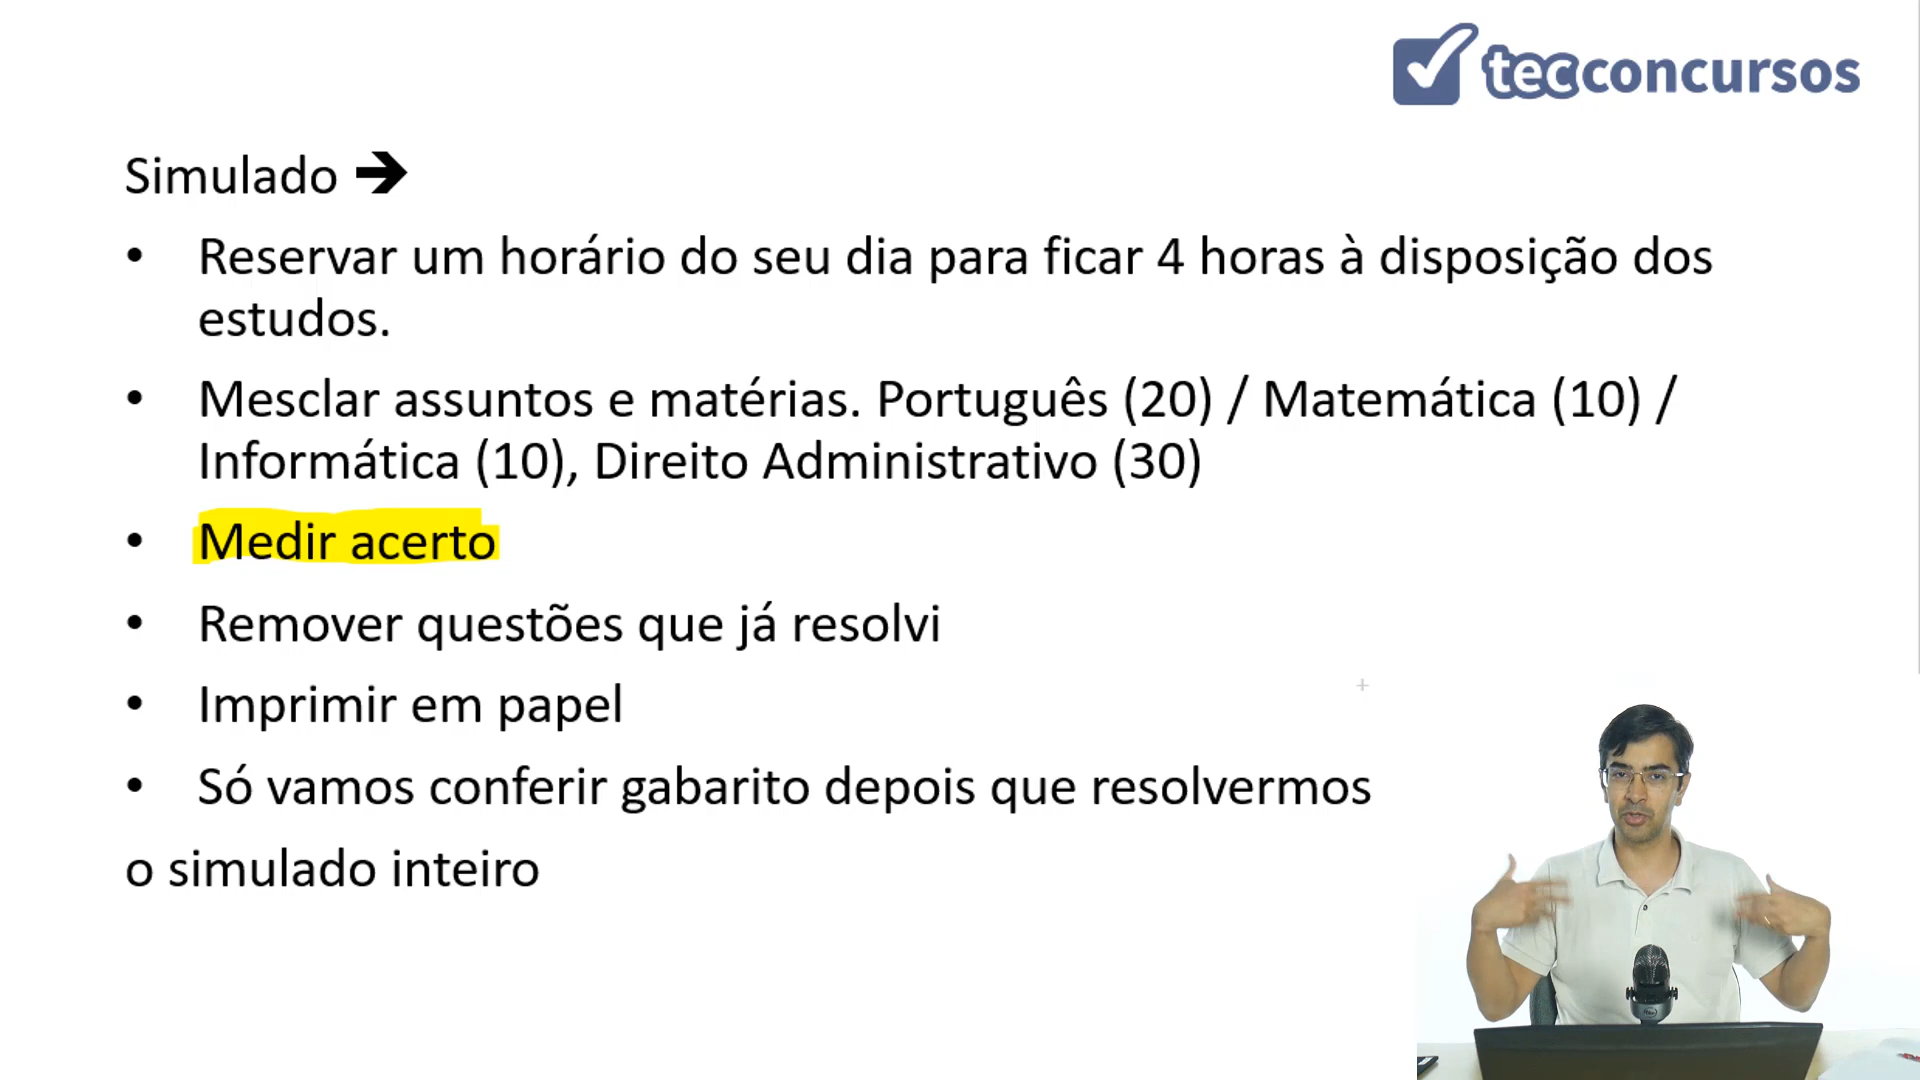 tecconcursos
Simulado ➔
• Reservar um horário do seu dia para ficar 4 horas à disposição dos
estudos.
• Mesclar assuntos e matérias. Português (20) / Matemática (10) /
Informática (10), Direito Administrativo (30)
• Medir acerto
• Remover questões que já resolvi
• Imprimir em papel
• Só vamos conferir gabarito depois que resolvermos
o simulado inteiro